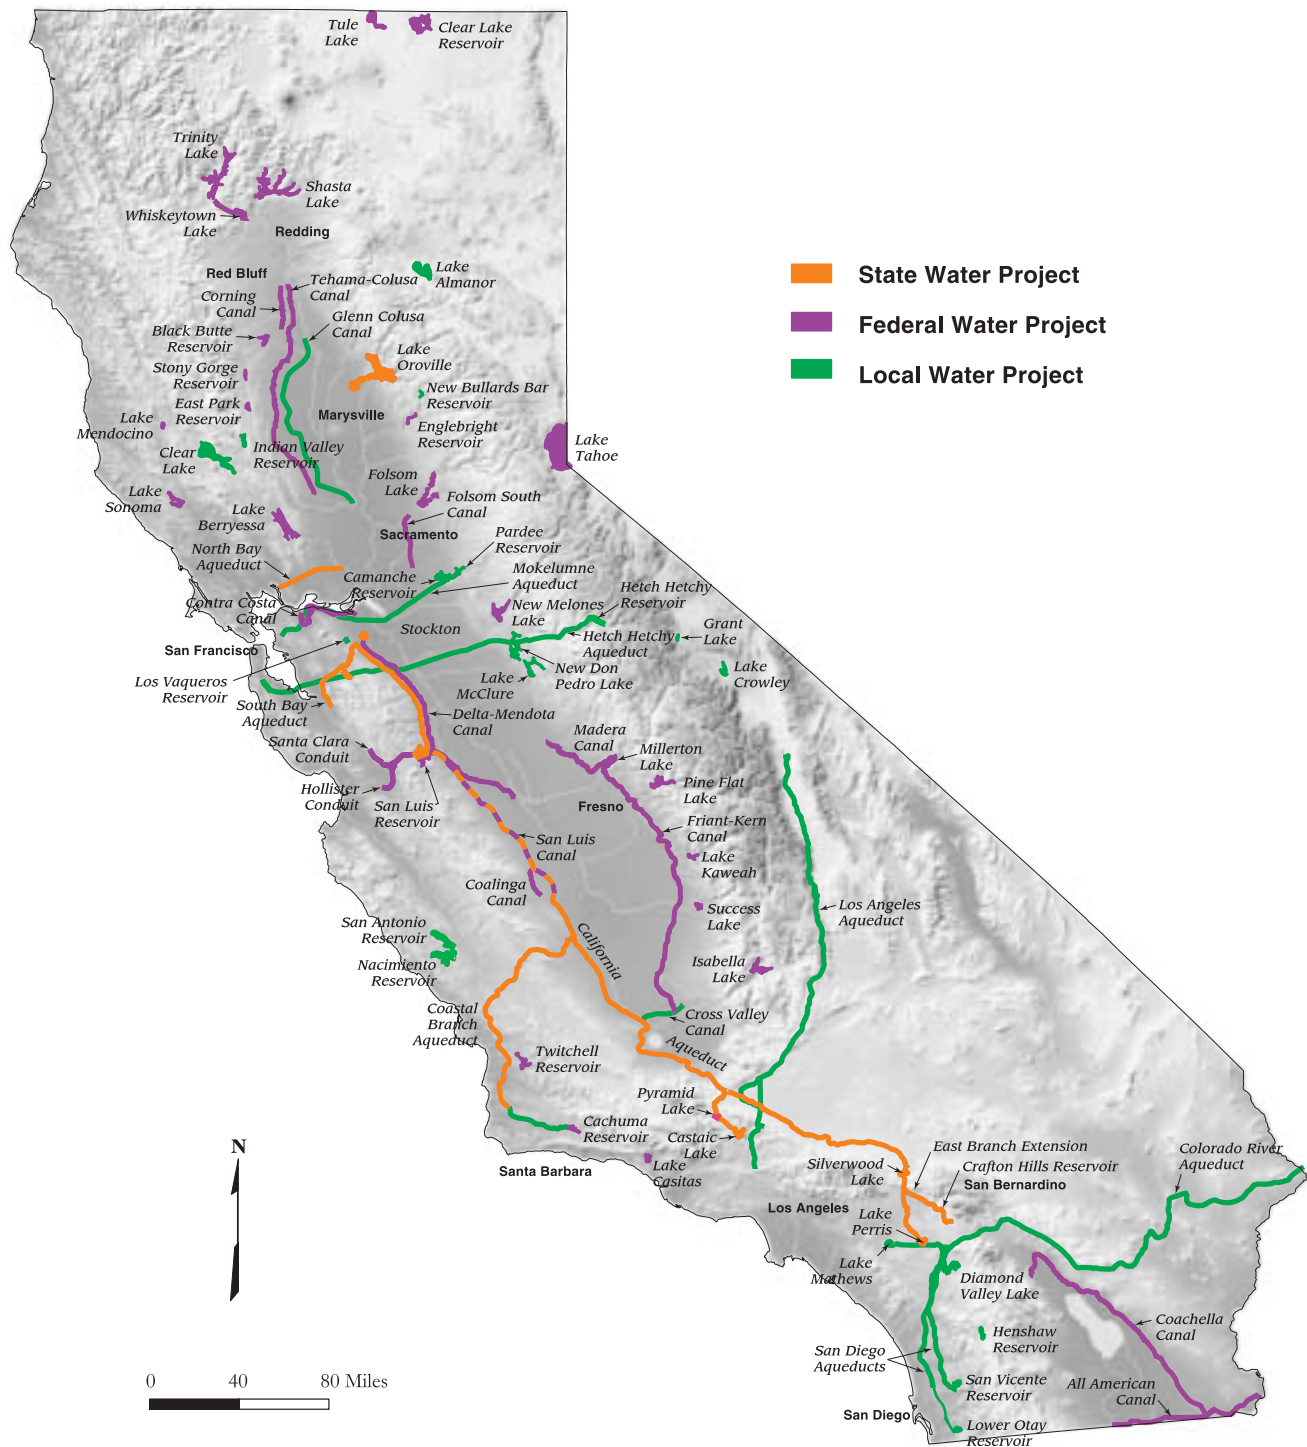 Tule
Lake
Clear Lake
Reservoir
Trinity
Lake
Shasta
Lake
Whiskeytown
Lake
Redding
Red Bluff
Tehama-Colusa
Canal
Lake
Almanor
Corning
Canal
Glenn Colusa
Canal
Black Butte
Reservoir
Lake
Oroville
Stony Gorge
Reservoir
New Bullards Bar
Reservoir
East Park
Reservoir
Marysville
Englebright
Reservoir
Lake
Mendocino
Clear
Lake
Indian Valley
Reservoir
Lake
Tahoe
Folsom
Lake
Lake
Sonoma
Lake
Berryessa
Folsom South
Canal
Sacramento
Pardee
Reservoir
North Bay
Aqueduct
Camanche
Reservoir
Mokelumne
Aqueduct
Hetch Hetchy
Reservoir
Contra Costa
Canal
New Melones
Lake
Stockton
Hetch Hetchy
Aqueduct
Grant
Lake
San Francisco
Los Vaqueros
Reservoir
Lake
McClure
New Don
Pedro Lake
Lake
Crowley
South Bay
Aqueduct
Delta-Mendota
Canal
Santa Clara
Conduit
Madera
Canal
Millerton
Lake
Hollister
Conduit
San Luis
Reservoir
Pine Flat
Lake
Fresno
San Luis
Canal
Friant-Kern
Canal
Lake
Kaweah
Coalinga
Canal
Success
Lake
Los Angeles
Aqueduct
San Antonio
Reservoir
Nacimiento
Reservoir
California
Isabella
Lake
Coastal
Branch
Aqueduct
Cross Valley
Canal
Aqueduct
Twitchell
Reservoir
Pyramid
Lake
Cachuma
Reservoir
Castaic
Lake
Santa Barbara
Lake
Casitas
Silverwood
Lake
East Branch Extension
Crafton Hills Reservoir
San Bernardino
Colorado River
Aqueduct
Los Angeles
Lake
Perris
Lake
Mathews
Diamond
Valley Lake
Coachella
Canal
Henshaw
Reservoir
San Diego
Aqueducts
San Vicente
Reservoir
All American
Canal
San Diego
Lower Otay
Reservoir
State Water Project
Federal Water Project
Local Water Project
N
0 40 80 Miles